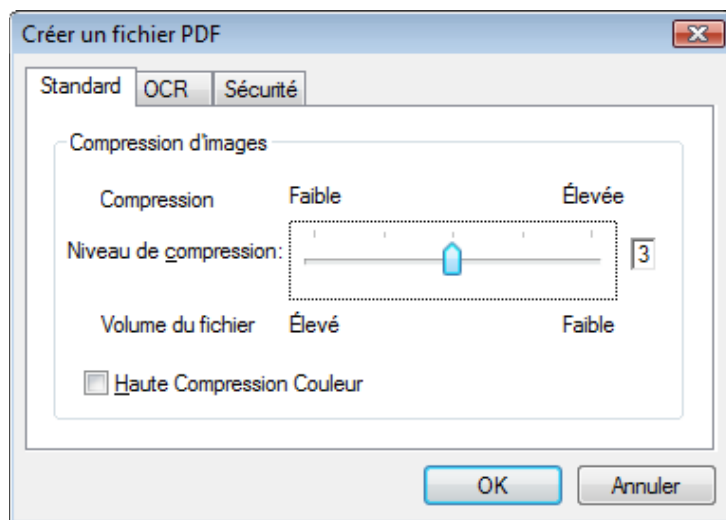 Créer un fichier PDF
Standard OCR Sécurité
Compression d'images
Compression Faible Élevée
Niveau de compression: 3
Volume du fichier Élevé Faible
Haute Compression Couleur
OK Annuler